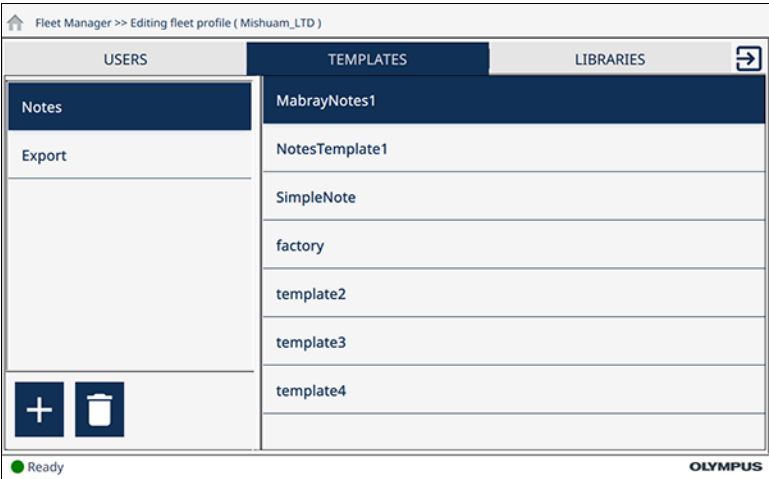 Fleet Manager >> Editing fleet profile ( Mishuam_LTD )
USERS
TEMPLATES
LIBRARIES
Notes
Export
MabrayNotes1
NotesTemplate1
SimpleNote
factory
template2
template3
template4
Ready
OLYMPUS